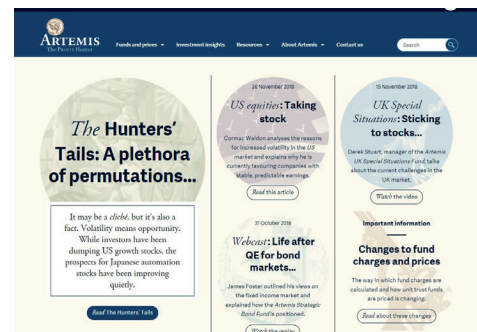 ARTEMIS
The Profit Hunter
Funds and prices
Investment insights
Resources
About Artemis
Contact us
Search
The Hunters'
Tails: A plethora
of permutations...
It may be a cliché, but it's also a
fact. Volatility means opportunity.
While investors have been
dumping US growth stocks, the
prospects for Japanese automation
stocks have been improving
quietly.
Read The Hunters' Tails
26 November 2018
US equities: Taking
stock
Cormac Weldon analyses the reasons
for increased volatility in the US
market and explains why he is
currently favouring companies with
stable, predictable earnings.
Read this article
31 October 2018
Webcast: Life after
QE for bond
markets...
James Foster outlined his views on
the fixed income market and
explained how the Artemis Strategic
Bond Fund is positioned.
Watch the replay
15 November 2018
UK Special
Situations: Sticking
to stocks...
Derek Stuart, manager of the Artemis
UK Special Situations Fund, talks
about the current challenges in the
UK market.
Watch the video
Important information
Changes to fund
charges and prices
The way in which fund charges are
calculated and how unit trust funds
are priced is changing.
Read about these changes